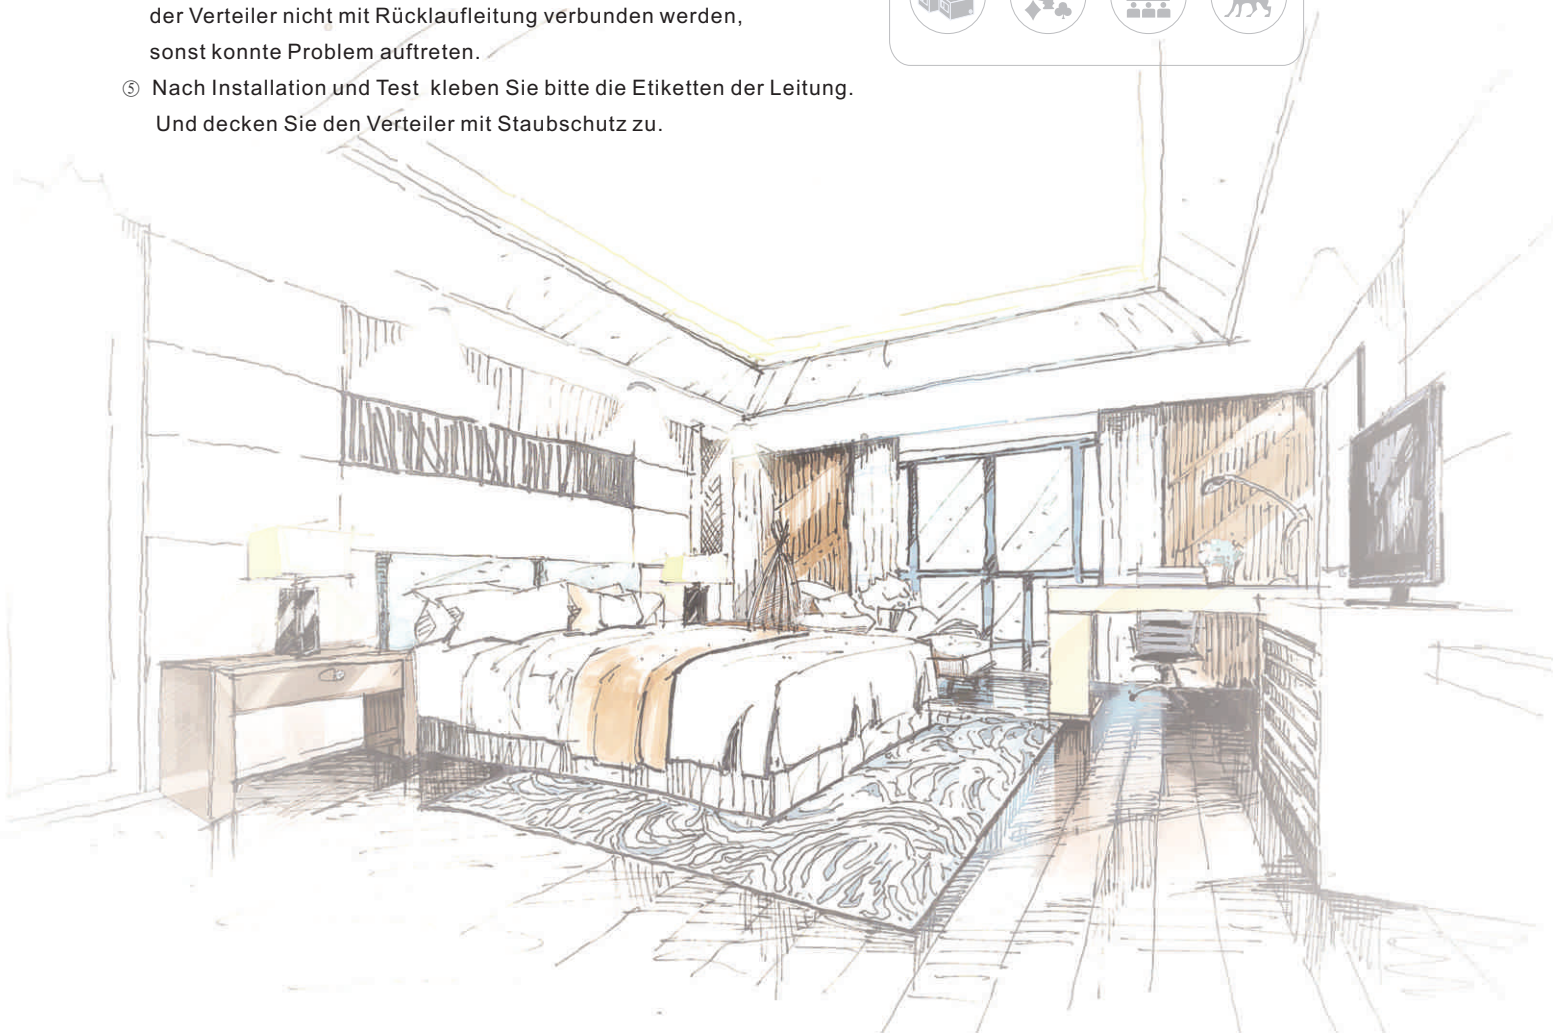 der Verteiler nicht mit Rücklaufleitung verbunden werden,
sonst konnte Problem auftreten.
⑤ Nach Installation und Test kleben Sie bitte die Etiketten der Leitung.
Und decken Sie den Verteiler mit Staubschutz zu.